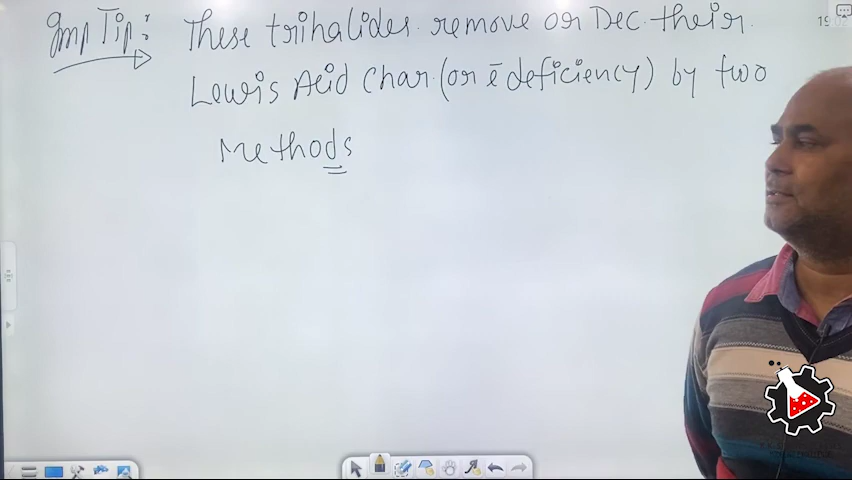 Imp Tip: These trihalides remove or Dec. their
Lewis Acid Char. (or ē deficiency) by two
Methods